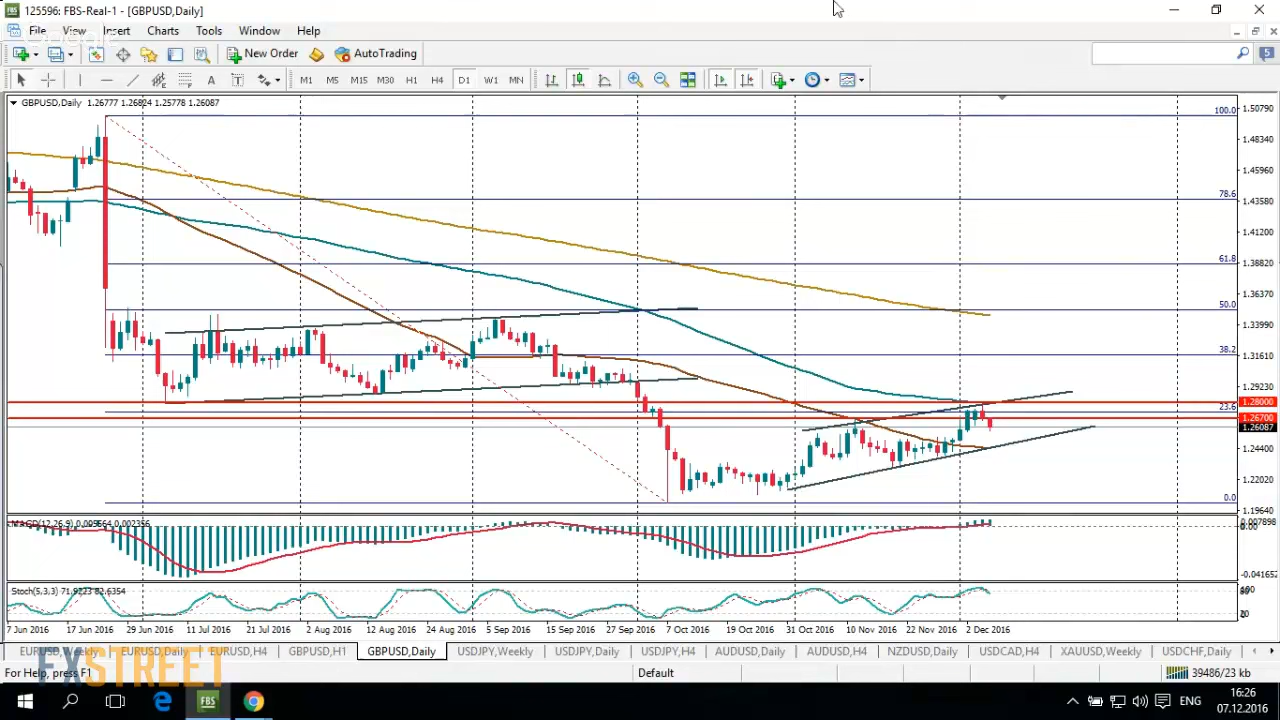 125596: FBS-Real-1 - [GBPUSD,Daily]
File View Insert Charts Tools Window Help
New Order AutoTrading
5
A T M1 M5 M15 M30 H1 H4 D1 W1 MN
GBPUSD,Daily 1.26777 1.26824 1.25778 1.26087
1.50790
100.0
1.48340
1.45960
78.6
1.43580
1.41200
61.8
1.38820
1.36370
50.0
1.33990
38.2
1.31610
1.29230
1.28000
23.6
1.26700
1.26087
1.24400
1.22020
0.0
1.19640
MACD(12,26,9) 0.005664 0.002356
0.007898
0.00
-0.041652
Stoch(5,3,3) 71.9223 82.6354
100
20
7 Jun 2016 17 Jun 2016 29 Jun 2016 11 Jul 2016 21 Jul 2016 2 Aug 2016 12 Aug 2016 24 Aug 2016 5 Sep 2016 15 Sep 2016 27 Sep 2016 7 Oct 2016 19 Oct 2016 31 Oct 2016 10 Nov 2016 22 Nov 2016 2 Dec 2016
EURUSD,Weekly EURUSD,Daily EURUSD,H4 GBPUSD,H1 GBPUSD,Daily USDJPY,Weekly USDJPY,Daily USDJPY,H4 AUDUSD,Daily AUDUSD,H4 NZDUSD,Daily USDCAD,H4 XAUUSD,Weekly USDCHF,Daily
FXSTREET
For Help, press F1 Default 39486/23 kb
FBS ENG 16:26
07.12.2016